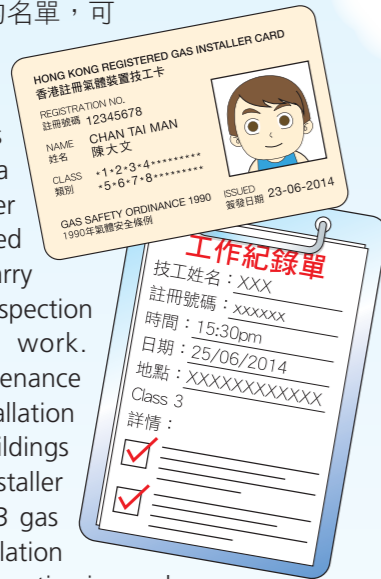 的名單，可
HONG KONG REGISTERED GAS INSTALLER CARD
香港註冊氣體裝置技工卡
REGISTRATION NO.
註冊號碼 12345678
NAME CHAN TAI MAN
姓名 陳大文
CLASS *1*2*3*4*********
類別 *5*6*7*8*********
GAS SAFETY ORDINANCE 1990
1990年氣體安全條例
ISSUED
簽發日期 23-06-2014
工作紀錄單
技工姓名：XXX
註冊號碼：xxxxxx
時間：15:30pm
日期：25/06/2014
地點：XXXXXXXXXXXX
Class 3
詳情：
s
a
er
ed
arry
spection
work.
tenance
allation
ildings
staller
3 gas
lation